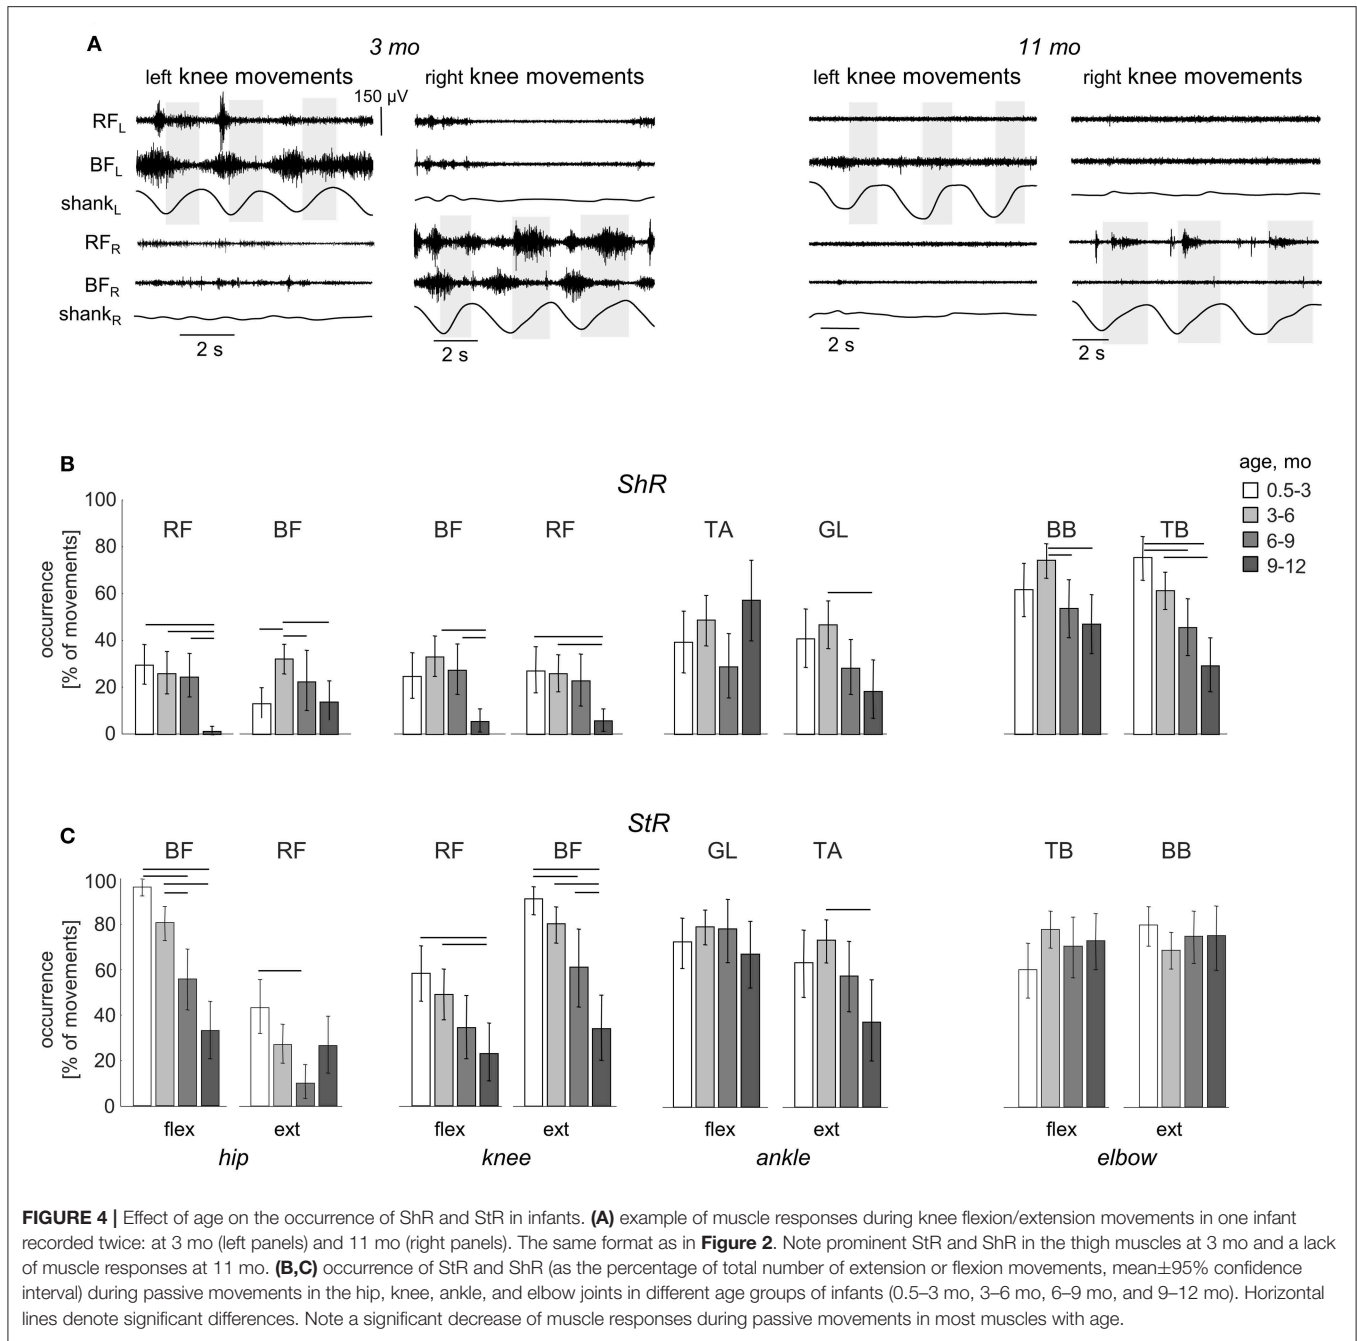 A
3 mo
11 mo
left knee movements
right knee movements
left knee movements
right knee movements
150 µV
RFL
BFL
shankL
RFR
BFR
shankR
2 s
2 s
2 s
2 s
B
ShR
age, mo
0.5-3
3-6
6-9
9-12
occurrence
[% of movements]
100
80
60
40
20
0
RF
BF
BF
RF
TA
GL
BB
TB
C
StR
occurrence
[% of movements]
100
80
60
40
20
0
BF
RF
RF
BF
GL
TA
TB
BB
flex
ext
flex
ext
flex
ext
flex
ext
hip
knee
ankle
elbow
FIGURE 4 | Effect of age on the occurrence of ShR and StR in infants. (A) example of muscle responses during knee flexion/extension movements in one infant
recorded twice: at 3 mo (left panels) and 11 mo (right panels). The same format as in Figure 2. Note prominent StR and ShR in the thigh muscles at 3 mo and a lack
of muscle responses at 11 mo. (B,C) occurrence of StR and ShR (as the percentage of total number of extension or flexion movements, mean±95% confidence
interval) during passive movements in the hip, knee, ankle, and elbow joints in different age groups of infants (0.5–3 mo, 3–6 mo, 6–9 mo, and 9–12 mo). Horizontal
lines denote significant differences. Note a significant decrease of muscle responses during passive movements in most muscles with age.